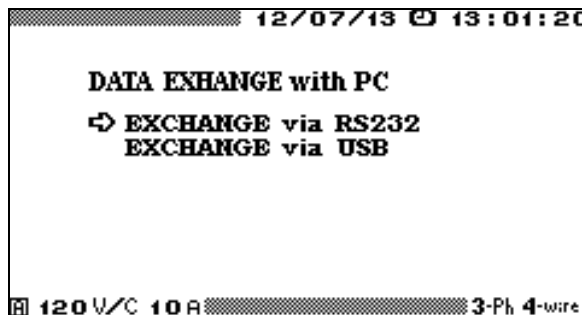 12/07/13 13:01:20
DATA EXHANGE with PC
EXCHANGE via RS232
EXCHANGE via USB
A 120 V/C 10 A 3-Ph 4-wire